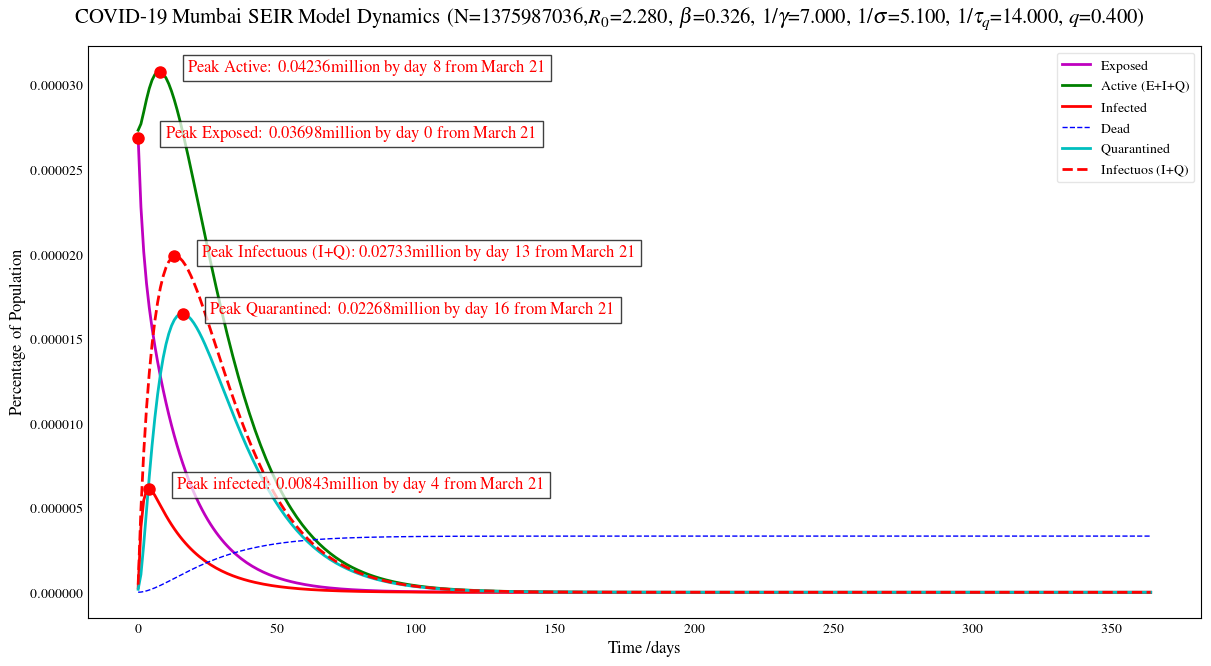 COVID-19 Mumbai SEIR Model Dynamics (N=1375987036,R₀=2.280, β=0.326, 1/γ=7.000, 1/σ=5.100, 1/τq=14.000, q=0.400)
Peak Active: 0.04236million by day 8 from March 21
Peak Exposed: 0.03698million by day 0 from March 21
Peak Infectuous (I+Q): 0.02733million by day 13 from March 21
Peak Quarantined: 0.02268million by day 16 from March 21
Peak infected: 0.00843million by day 4 from March 21
Exposed
Active (E+I+Q)
Infected
Dead
Quarantined
Infectuos (I+Q)
Percentage of Population
0.000030
0.000025
0.000020
0.000015
0.000010
0.000005
0.000000
0 50 100 150 200 250 300 350
Time /days